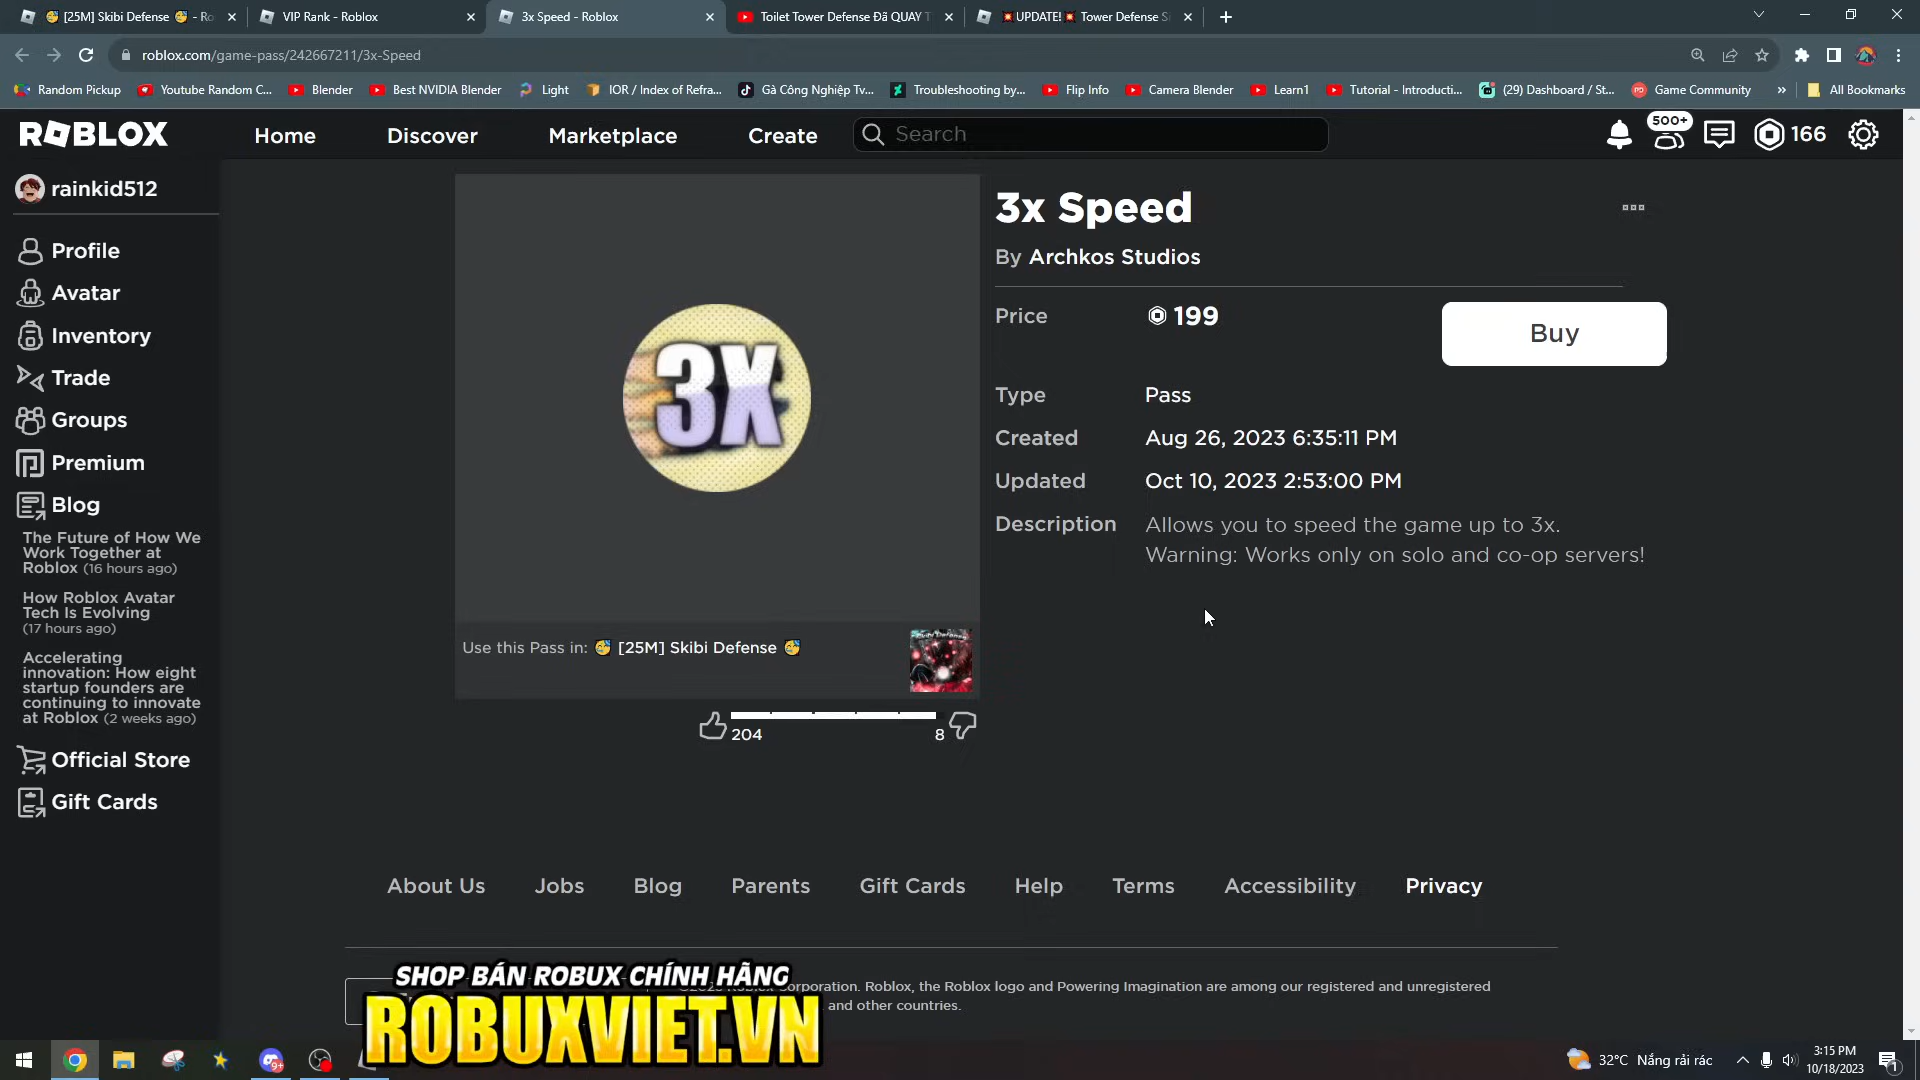 [25M] Skibi Defense - Ro
VIP Rank - Roblox
3x Speed - Roblox
Toilet Tower Defense Đã QUAY T
UPDATE! Tower Defense S
roblox.com/game-pass/242667211/3x-Speed
Random Pickup
Youtube Random C...
Blender
Best NVIDIA Blender
Light
IOR / Index of Refra...
Gà Công Nghiệp Tv...
Troubleshooting by...
Flip Info
Camera Blender
Learn1
Tutorial - Introducti...
(29) Dashboard / St...
Game Community
»
All Bookmarks
ROBLOX
Home
Discover
Marketplace
Create
Search
500+
166
rainkid512
Profile
Avatar
Inventory
Trade
Groups
Premium
Blog
The Future of How We
Work Together at
Roblox (16 hours ago)
How Roblox Avatar
Tech Is Evolving
(17 hours ago)
Accelerating
innovation: How eight
startup founders are
continuing to innovate
at Roblox (2 weeks ago)
Official Store
Gift Cards
3X
Use this Pass in: [25M] Skibi Defense
204
8
3x Speed
By Archkos Studios
Price 199
Buy
Type Pass
Created Aug 26, 2023 6:35:11 PM
Updated Oct 10, 2023 2:53:00 PM
Description Allows you to speed the game up to 3x.
Warning: Works only on solo and co-op servers!
About Us
Jobs
Blog
Parents
Gift Cards
Help
Terms
Accessibility
Privacy
Corporation. Roblox, the Roblox logo and Powering Imagination are among our registered and unregistered
and other countries.
SHOP BÁN ROBUX CHÍNH HÃNG
ROBUXVIET.VN
9+
32°C Nắng rải rác
3:15 PM
10/18/2023
1